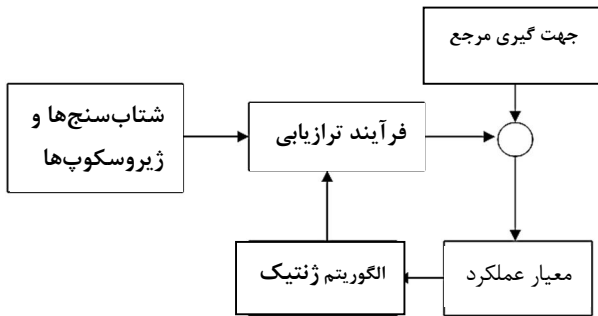 جهت گیری مرجع
شتاب‌سنج‌ها و
ژیروسکوپ‌ها
فرآیند ترازیابی
الگوریتم ژنتیک
معیار عملکرد